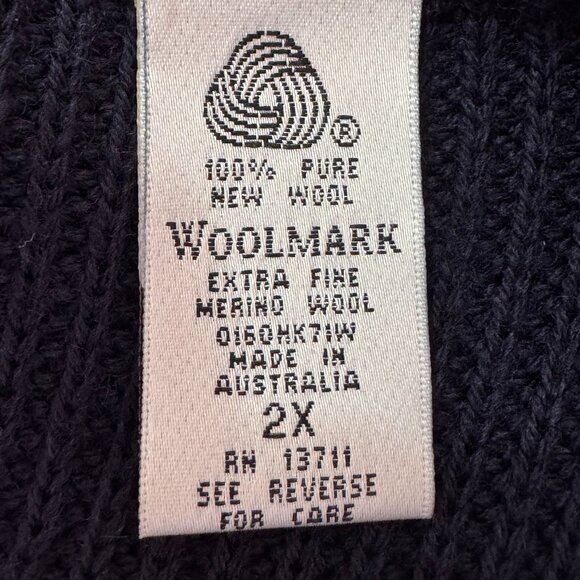 ®
100% PURE
NEW WOOL
WOOLMARK
EXTRA FINE
MERINO WOOL
0160HK71W
MADE IN
AUSTRALIA
2X
RN 13711
SEE REVERSE
FOR CARE